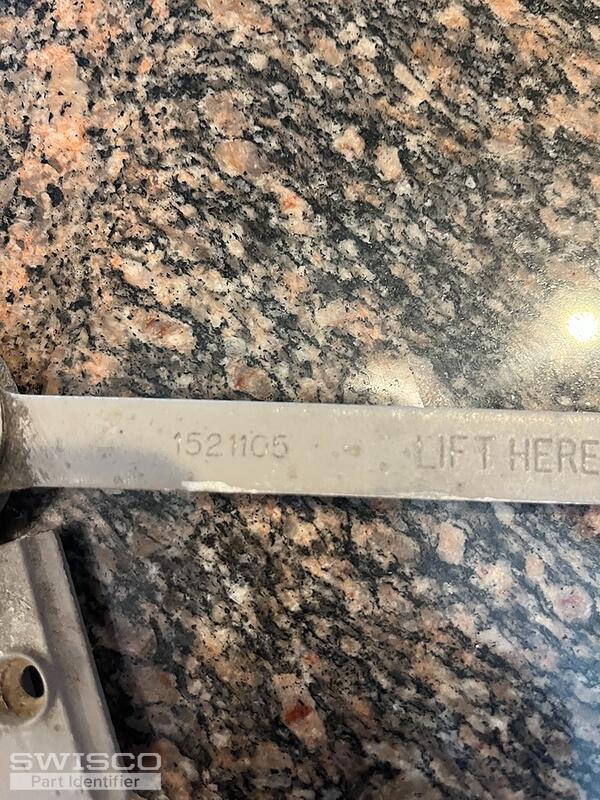 1521105
LIFT HERE
SWISCO
Part Identifier